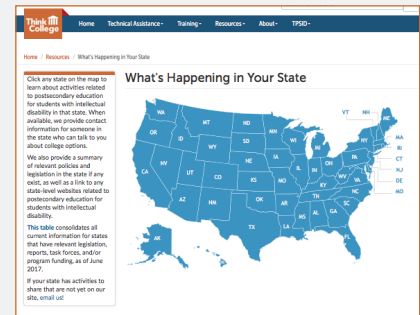 Think
College
Home Technical Assistance Training Resources About TPSID
Home / Resources / What's Happening in Your State
Click any state on the map to
learn about activities related
to postsecondary education
for students with intellectual
disability in that state. When
available, we provide contact
information for someone in
the state who can talk to you
about college options.
We also provide a summary
of relevant policies and
legislation in the state if any
exist, as well as a link to any
state-level websites related to
postsecondary education for
students with intellectual
disability.
This table consolidates all
current information for states
that have relevant legislation,
reports, task forces, and/or
program funding, as of June
2017.
If your state has activities to
share that are not yet on our
site, email us!
What's Happening in Your State
WA MT ND MN WI MI VT NH ME
OR ID WY SD IA NY MA
RI
CT
NJ
DE
MD
NV UT CO NE KS MO IL IN OH PA
CA AZ NM OK AR KY WV VA
TX LA MS AL GA TH NC SC
FL
AK